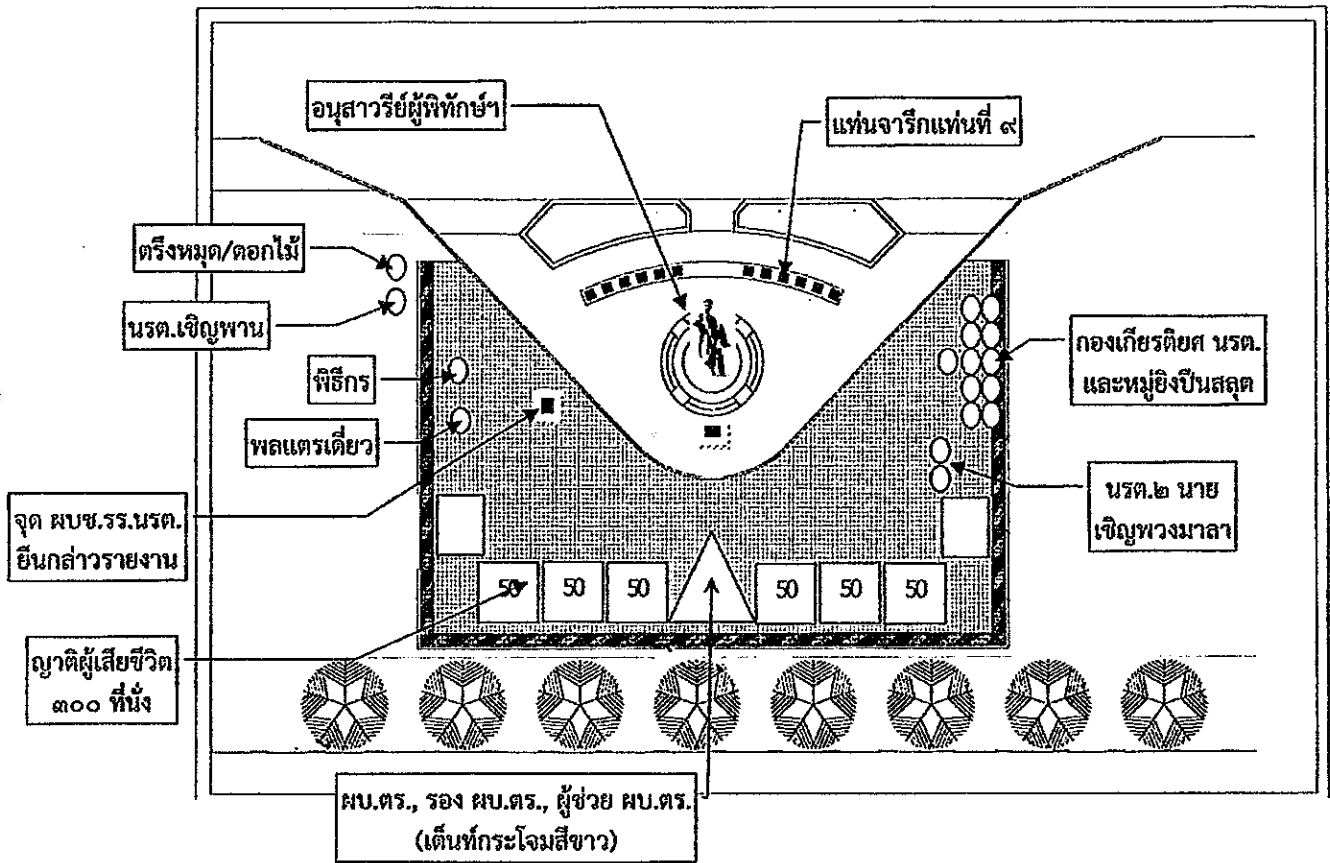 อนุสาวรีย์ผู้พิทักษ์ฯ
แท่นจารึกแท่นที่ ๙
ตรึงหมุด/ดอกไม้
นรต.เชิญพาน
พิธีกร
พลแตรเดี่ยว
กองเกียรติยศ นรต.
และหมู่ยิงปืนสลุต
จุด ผบช.รร.นรต.
ยืนกล่าวรายงาน
นรต.๒ นาย
เชิญพวงมาลา
50 50 50 50 50 50
ญาติผู้เสียชีวิต
๓๐๐ ที่นั่ง
ผบ.ตร., รอง ผบ.ตร., ผู้ช่วย ผบ.ตร.
(เต็นท์กระโจมสีขาว)